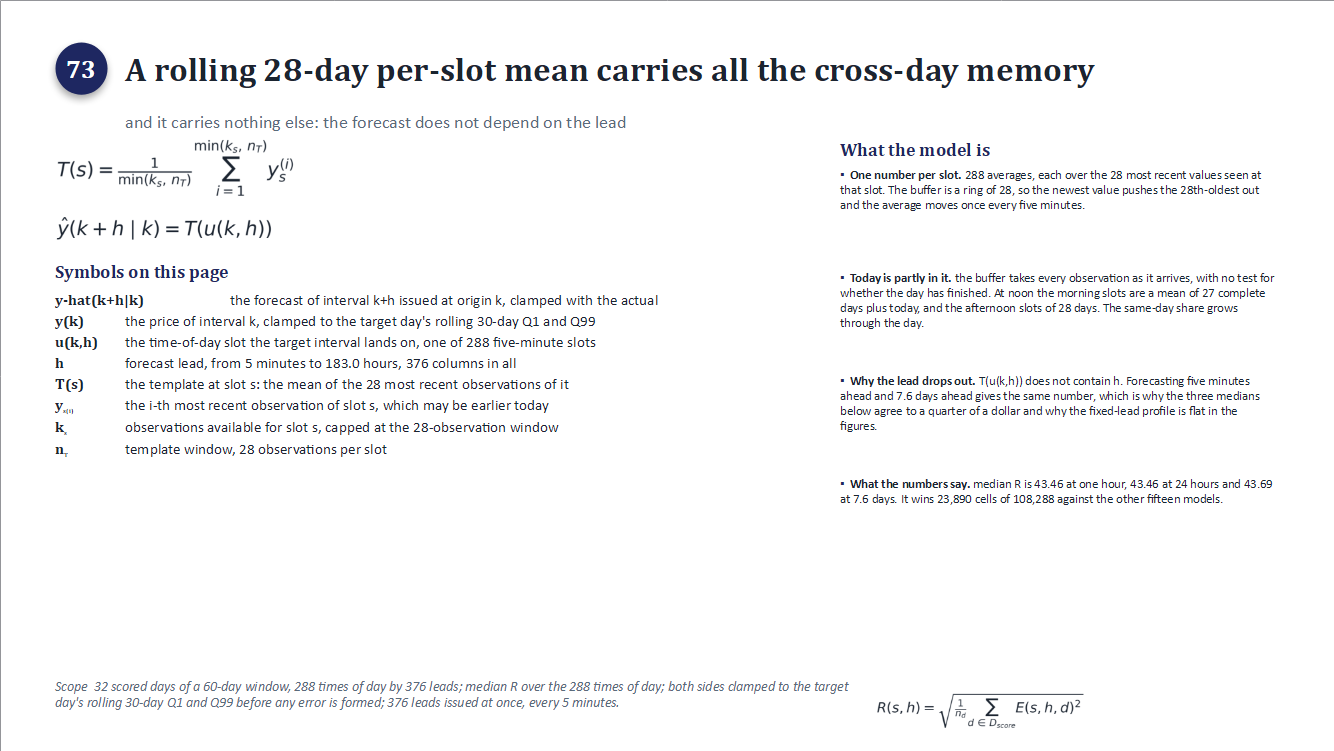 73
A rolling 28-day per-slot mean carries all the cross-day memory
and it carries nothing else: the forecast does not depend on the lead
T(s) = 1/min(kₛ, n_T) ∑_{i = 1}^{min(kₛ, n_T)} yₛ⁽ⁱ⁾
ŷ(k + h | k) = T(u(k, h))
Symbols on this page
y-hat(k+h|k) the forecast of interval k+h issued at origin k, clamped with the actual
y(k) the price of interval k, clamped to the target day's rolling 30-day Q1 and Q99
u(k,h) the time-of-day slot the target interval lands on, one of 288 five-minute slots
h forecast lead, from 5 minutes to 183.0 hours, 376 columns in all
T(s) the template at slot s: the mean of the 28 most recent observations of it
y_s(i) the i-th most recent observation of slot s, which may be earlier today
k_s observations available for slot s, capped at the 28-observation window
n_T template window, 28 observations per slot
What the model is
▪ One number per slot. 288 averages, each over the 28 most recent values seen at
that slot. The buffer is a ring of 28, so the newest value pushes the 28th-oldest out
and the average moves once every five minutes.
▪ Today is partly in it. the buffer takes every observation as it arrives, with no test for
whether the day has finished. At noon the morning slots are a mean of 27 complete
days plus today, and the afternoon slots of 28 days. The same-day share grows
through the day.
▪ Why the lead drops out. T(u(k,h)) does not contain h. Forecasting five minutes
ahead and 7.6 days ahead gives the same number, which is why the three medians
below agree to a quarter of a dollar and why the fixed-lead profile is flat in the
figures.
▪ What the numbers say. median R is 43.46 at one hour, 43.46 at 24 hours and 43.69
at 7.6 days. It wins 23,890 cells of 108,288 against the other fifteen models.
Scope 32 scored days of a 60-day window, 288 times of day by 376 leads; median R over the 288 times of day; both sides clamped to the target
day's rolling 30-day Q1 and Q99 before any error is formed; 376 leads issued at once, every 5 minutes.
R(s, h) = √(1/n_d ∑_{d ∈ D_score} E(s, h, d)²)